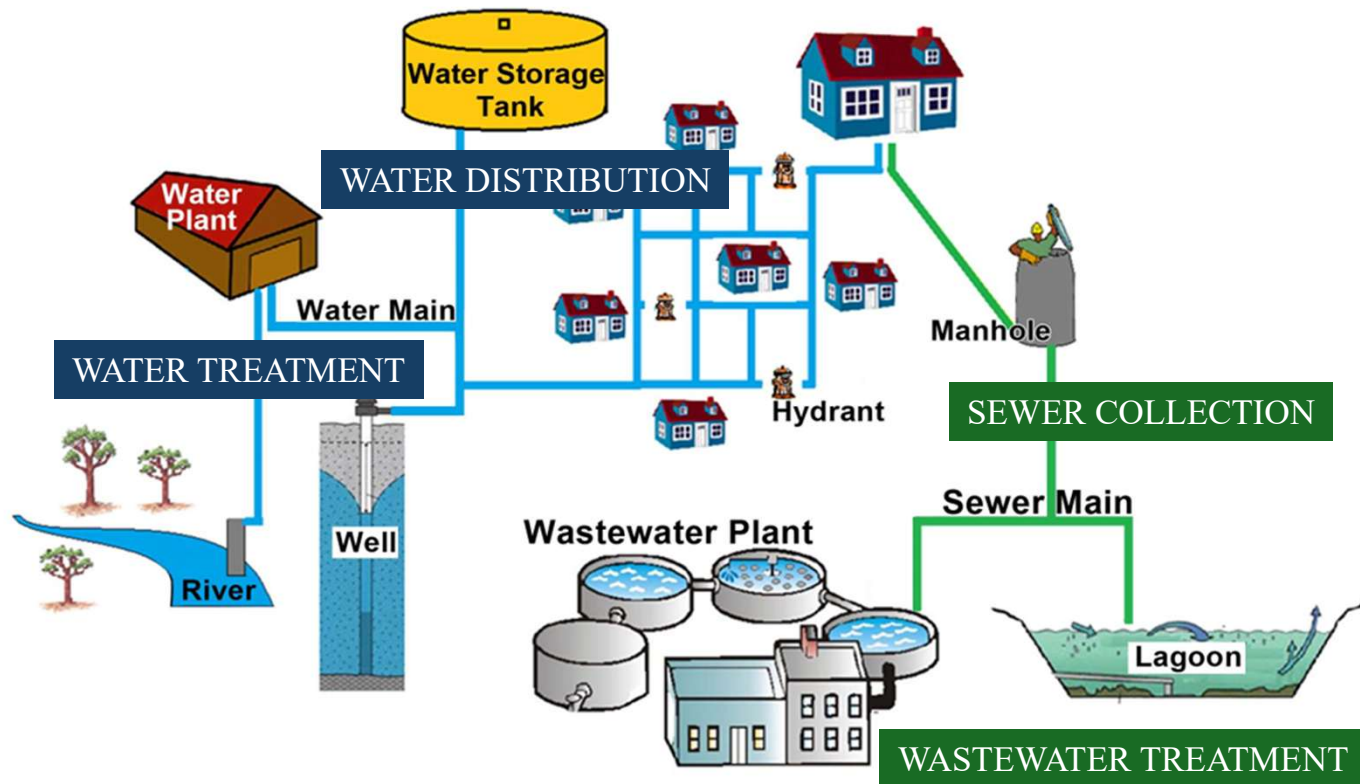 Water Storage
Tank
WATER DISTRIBUTION
Water
Plant
Water Main
Manhole
WATER TREATMENT
Hydrant
SEWER COLLECTION
Sewer Main
Wastewater Plant
Well
River
Lagoon
WASTEWATER TREATMENT